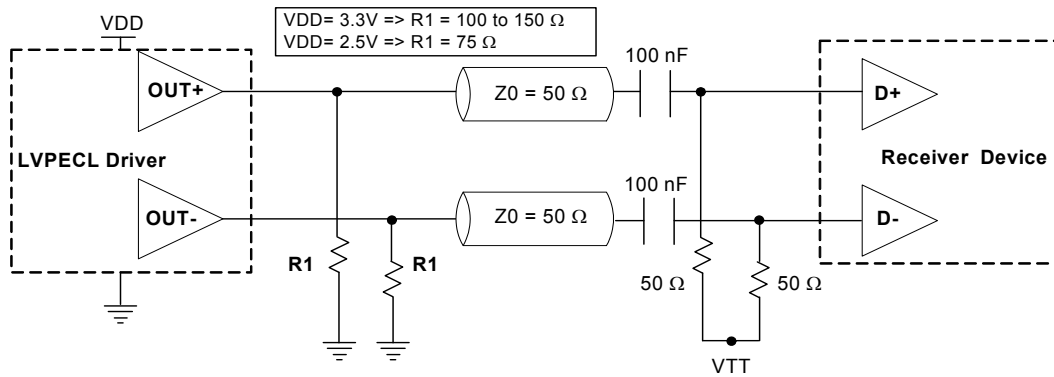 VDD
VDD= 3.3V => R1 = 100 to 150 Ω
VDD= 2.5V => R1 = 75 Ω
100 nF
OUT+
Z0 = 50 Ω
D+
LVPECL Driver
Receiver Device
100 nF
OUT-
Z0 = 50 Ω
D-
R1
R1
50 Ω
50 Ω
VTT